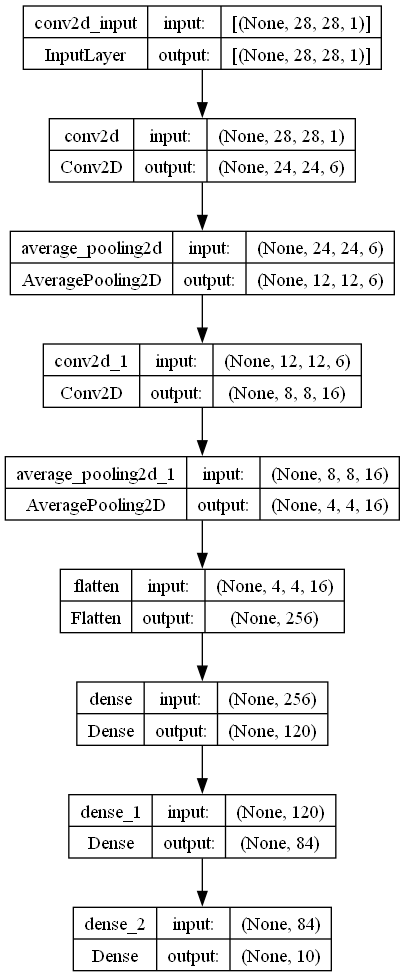 conv2d_input input: [(None, 28, 28, 1)]
InputLayer output: [(None, 28, 28, 1)]
conv2d input: (None, 28, 28, 1)
Conv2D output: (None, 24, 24, 6)
average_pooling2d input: (None, 24, 24, 6)
AveragePooling2D output: (None, 12, 12, 6)
conv2d_1 input: (None, 12, 12, 6)
Conv2D output: (None, 8, 8, 16)
average_pooling2d_1 input: (None, 8, 8, 16)
AveragePooling2D output: (None, 4, 4, 16)
flatten input: (None, 4, 4, 16)
Flatten output: (None, 256)
dense input: (None, 256)
Dense output: (None, 120)
dense_1 input: (None, 120)
Dense output: (None, 84)
dense_2 input: (None, 84)
Dense output: (None, 10)